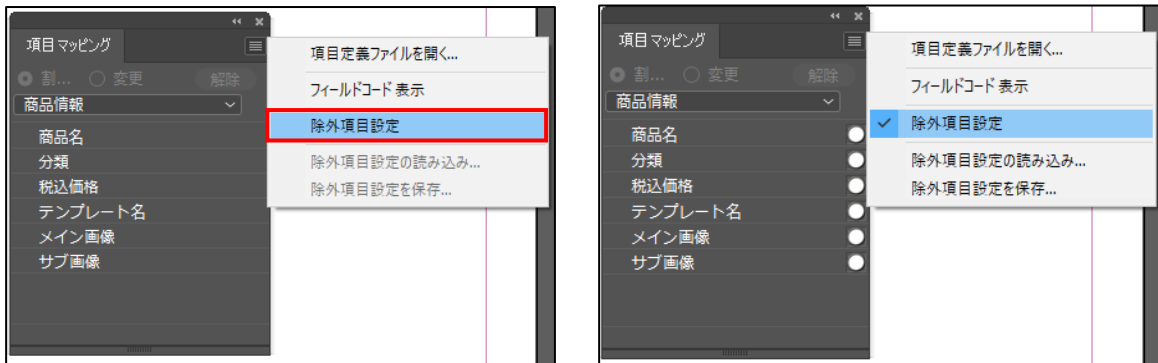 項目マッピング
割... 変更 解除
商品情報
商品名
分類
税込価格
テンプレート名
メイン画像
サブ画像
項目定義ファイルを開く...
フィールドコード 表示
除外項目設定
除外項目設定の読み込み...
除外項目設定を保存...
項目マッピング
割... 変更 解除
商品情報
商品名
分類
税込価格
テンプレート名
メイン画像
サブ画像
項目定義ファイルを開く...
フィールドコード 表示
除外項目設定
除外項目設定の読み込み...
除外項目設定を保存...